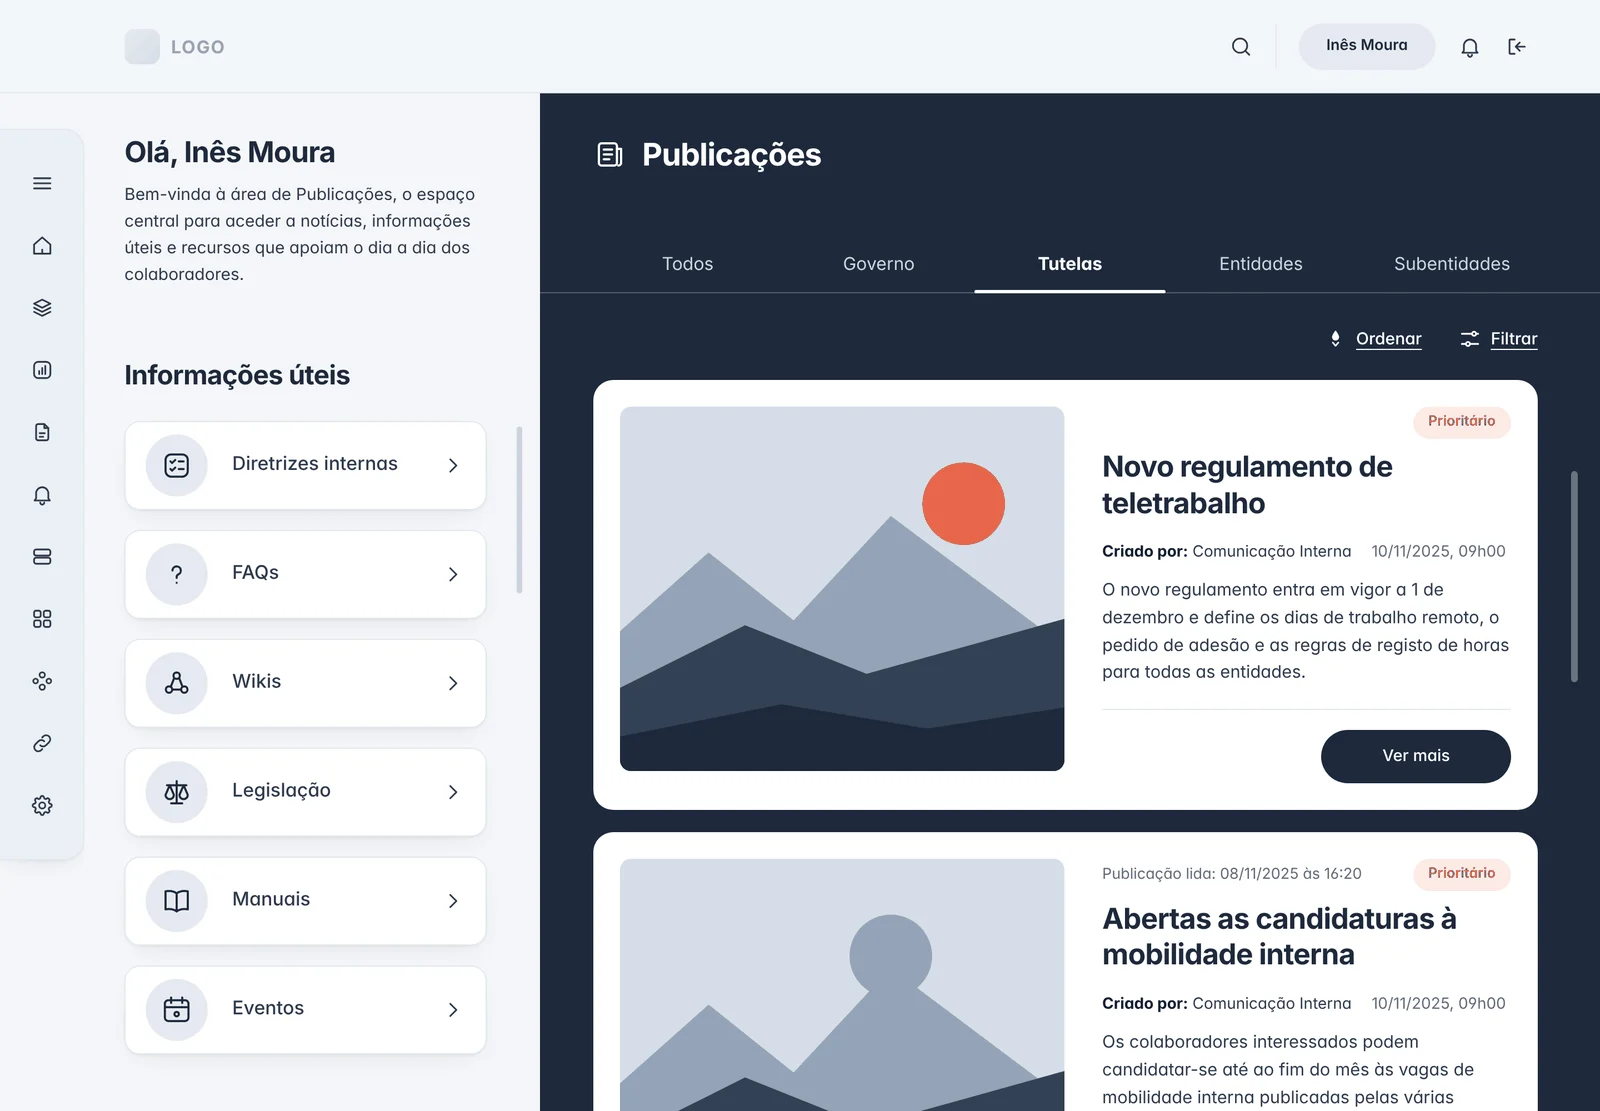 LOGO
Inês Moura
Olá, Inês Moura
Bem-vinda à área de Publicações, o espaço
central para aceder a notícias, informações
úteis e recursos que apoiam o dia a dia dos
colaboradores.
Informações úteis
Diretrizes internas
FAQs
Wikis
Legislação
Manuais
Eventos
Publicações
Todos
Governo
Tutelas
Entidades
Subentidades
Ordenar
Filtrar
Prioritário
Novo regulamento de
teletrabalho
Criado por: Comunicação Interna 10/11/2025, 09h00
O novo regulamento entra em vigor a 1 de
dezembro e define os dias de trabalho remoto, o
pedido de adesão e as regras de registo de horas
para todas as entidades.
Ver mais
Publicação lida: 08/11/2025 às 16:20
Prioritário
Abertas as candidaturas à
mobilidade interna
Criado por: Comunicação Interna 10/11/2025, 09h00
Os colaboradores interessados podem
candidatar-se até ao fim do mês às vagas de
mobilidade interna publicadas pelas várias